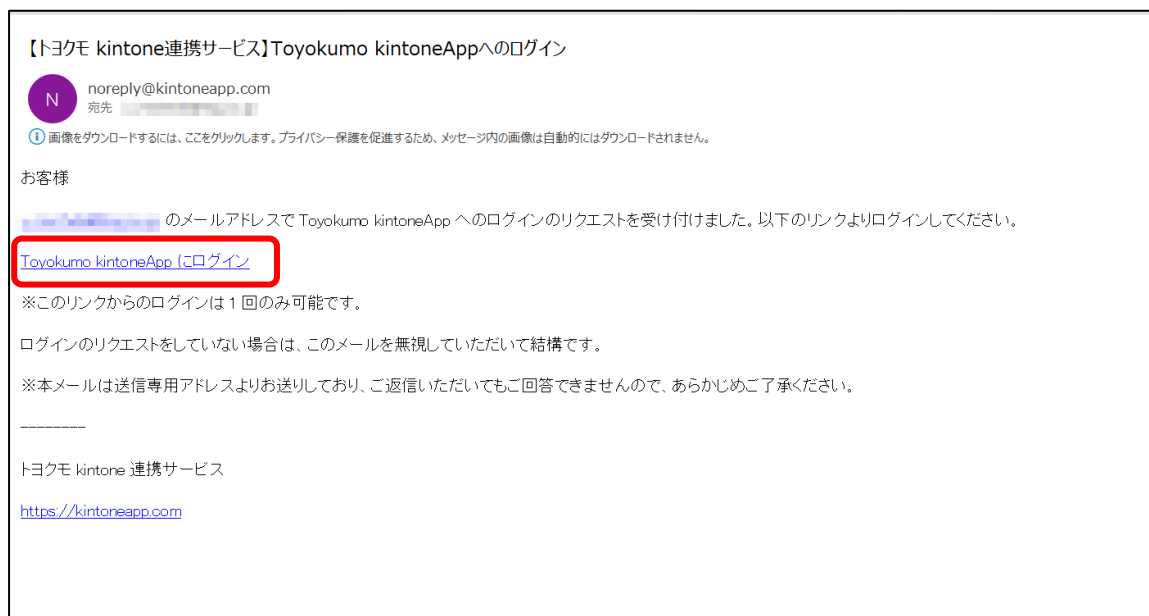 【トヨクモ kintone連携サービス】Toyokumo kintoneAppへのログイン
N
noreply@kintoneapp.com
宛先
画像をダウンロードするには、ここをクリックします。プライバシー保護を促進するため、メッセージ内の画像は自動的にはダウンロードされません。
お客様
のメールアドレスで Toyokumo kintoneApp へのログインのリクエストを受け付けました。以下のリンクよりログインしてください。
Toyokumo kintoneApp にログイン
※このリンクからのログインは 1 回のみ可能です。
ログインのリクエストをしていない場合は、このメールを無視していただいて結構です。
※本メールは送信専用アドレスよりお送りしており、ご返信いただいてもご回答できませんので、あらかじめご了承ください。
--------
トヨクモ kintone 連携サービス
https://kintoneapp.com